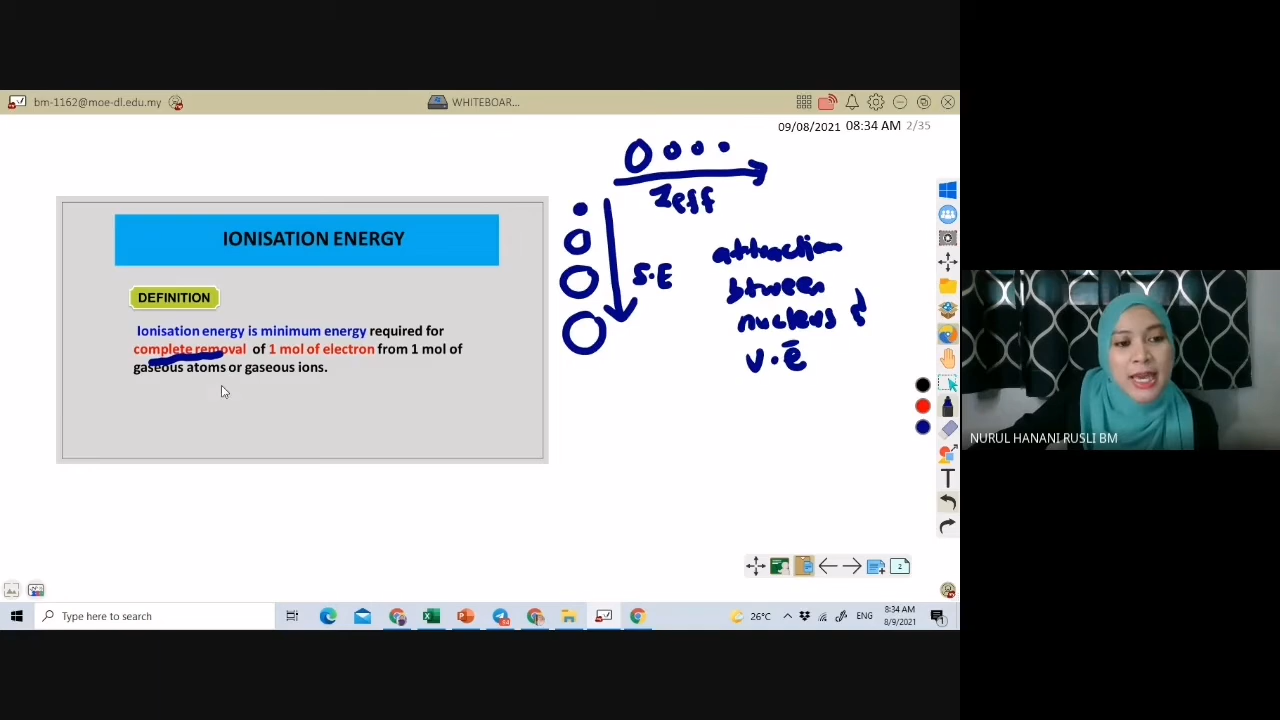 bm-1162@moe-dl.edu.my
WHITEBOAR...
09/08/2021 08:34 AM 2/35
IONISATION ENERGY
DEFINITION
Ionisation energy is minimum energy required for
complete removal of 1 mol of electron from 1 mol of
gaseous atoms or gaseous ions.
Zeff
S.E
attraction
btween
nucleus &
v.ē
T
2
NURUL HANANI RUSLI BM
Type here to search
26°C
ENG
8:34 AM
8/9/2021